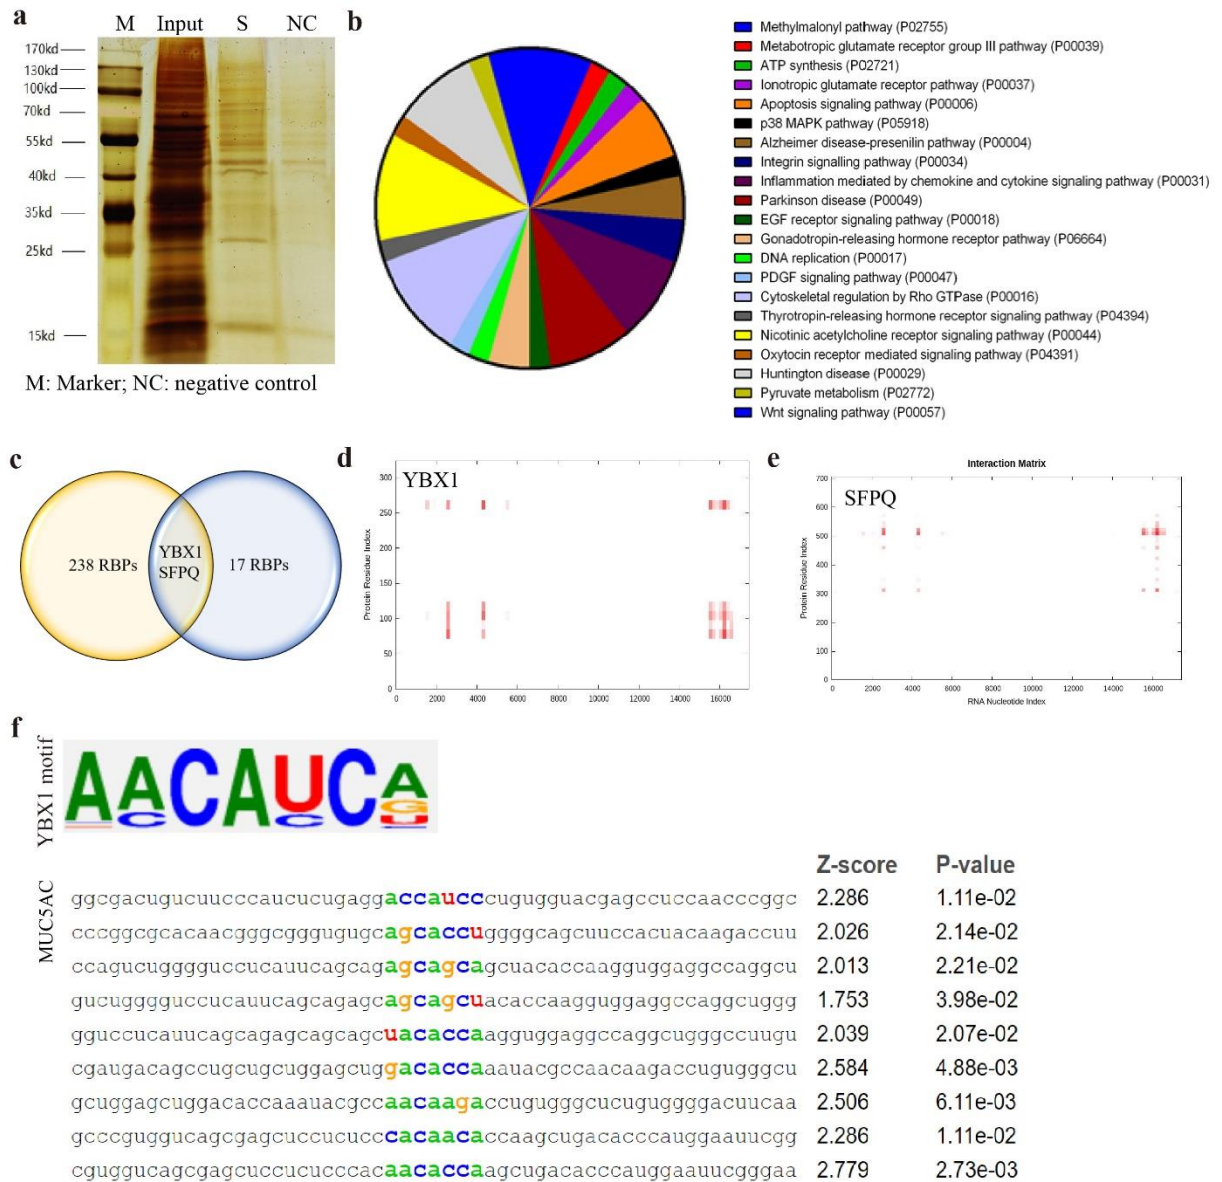 a
M Input S NC
170kd
130kd
100kd
70kd
55kd
40kd
35kd
25kd
15kd
M: Marker; NC: negative control
b
Methylmalonyl pathway (P02755)
Metabotropic glutamate receptor group III pathway (P00039)
ATP synthesis (P02721)
Ionotropic glutamate receptor pathway (P00037)
Apoptosis signaling pathway (P00006)
p38 MAPK pathway (P05918)
Alzheimer disease-presenilin pathway (P00004)
Integrin signalling pathway (P00034)
Inflammation mediated by chemokine and cytokine signaling pathway (P00031)
Parkinson disease (P00049)
EGF receptor signaling pathway (P00018)
Gonadotropin-releasing hormone receptor pathway (P06664)
DNA replication (P00017)
PDGF signaling pathway (P00047)
Cytoskeletal regulation by Rho GTPase (P00016)
Thyrotropin-releasing hormone receptor signaling pathway (P04394)
Nicotinic acetylcholine receptor signaling pathway (P00044)
Oxytocin receptor mediated signaling pathway (P04391)
Huntington disease (P00029)
Pyruvate metabolism (P02772)
Wnt signaling pathway (P00057)
c
238 RBPs
YBX1
SFPQ
17 RBPs
d
YBX1
Protein Residue Index
300
250
200
150
100
50
0
0 2000 4000 6000 8000 10000 12000 14000 16000
e
Interaction Matrix
SFPQ
Protein Residue Index
700
600
500
400
300
200
100
0
0 2000 4000 6000 8000 10000 12000 14000 16000
RNA Nucleotide Index
f
YBX1 motif
AACAUCA
C C G
U
MUC5AC
Z-score P-value
ggcgacugucuucccaucucugaggaccaucccuguggucgagccuccaacccggc 2.286 1.11e-02
cccggcgcacaacgggcgggugugcagcaccuggggcagcuuccacuacaagaccuu 2.026 2.14e-02
ccagucugggguccucauucagcagagcagcagcuacaccaagguggaggccaggcu 2.013 2.21e-02
gucugggguccucauucagcagagcagcagcuacaccaagguggaggccaggcuggg 1.753 3.98e-02
gguccucauucagcagagcagcagcuacaccaagguggaggccaggcugggccuugu 2.039 2.07e-02
cgaugacagccugcugcuggagcuggacaccaaauacgccaacaagaccugugggcu 2.584 4.88e-03
gcuggagcuggacaccaaauacgccaacaagaccugugggcucuguggggacuucaa 2.506 6.11e-03
gcccguggucagcgagcuccucucccacaacaccaagcugacacccauggaauucgg 2.286 1.11e-02
cguggucagcgagcuccucucccacaacaccaagcugacacccauggaauucgggaa 2.779 2.73e-03